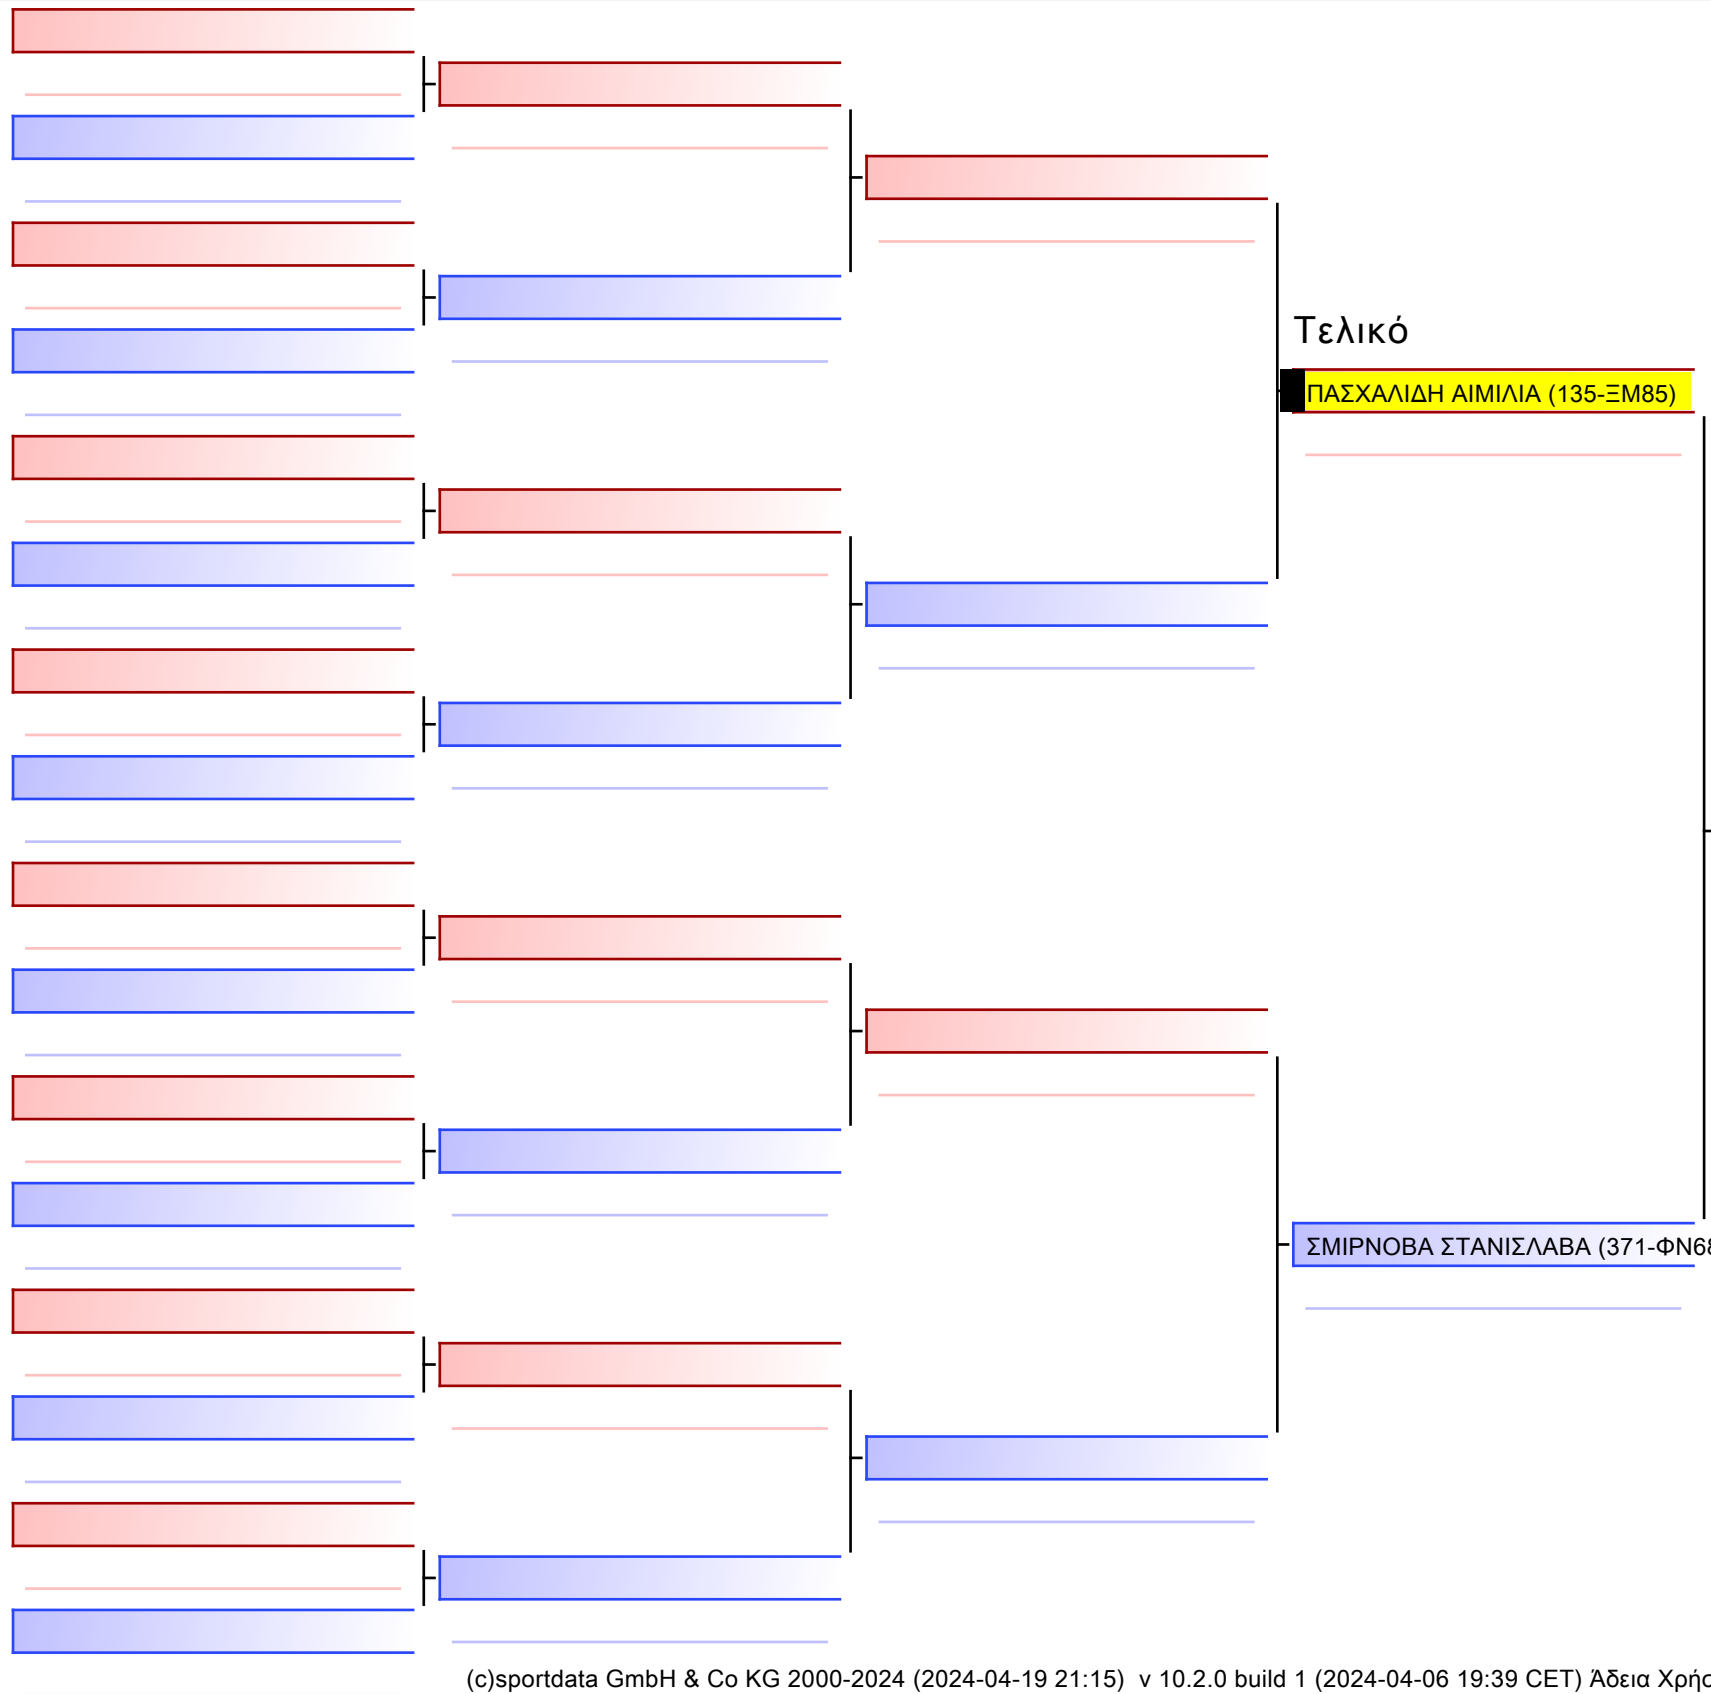 Τελικό
ΠΑΣΧΑΛΙΔΗ ΑΙΜΙΛΙΑ (135-ΞΜ85)
ΣΜΙΡΝΟΒΑ ΣΤΑΝΙΣΛΑΒΑ (371-ΦΝ68
(c)sportdata GmbH & Co KG 2000-2024 (2024-04-19 21:15) v 10.2.0 build 1 (2024-04-06 19:39 CET) Άδεια